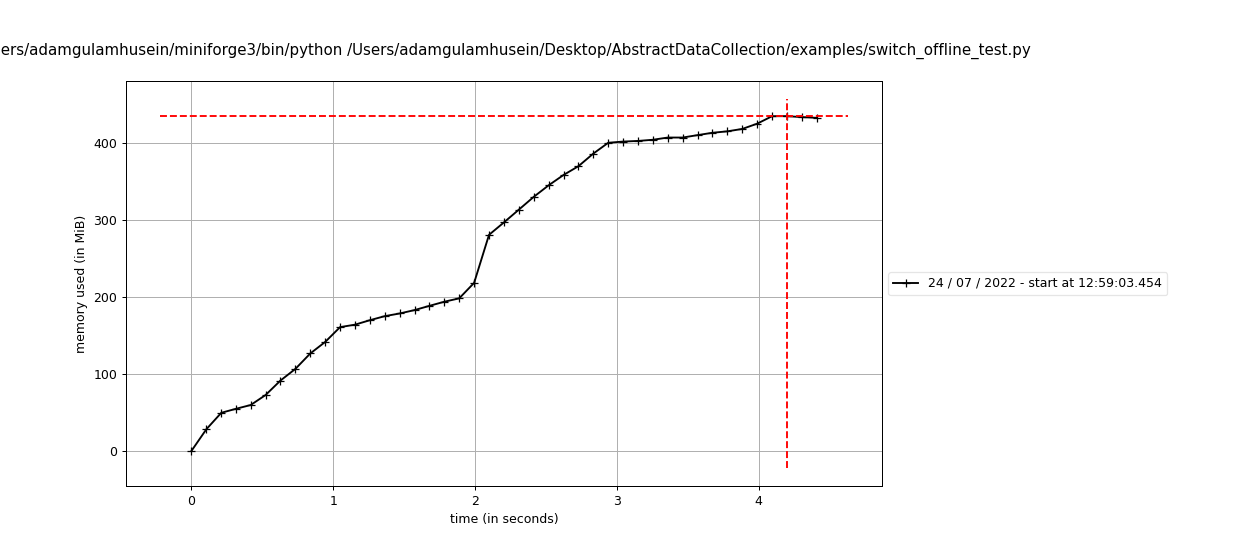 ers/adamgulamhusein/miniforge3/bin/python /Users/adamgulamhusein/Desktop/AbstractDataCollection/examples/switch_offline_test.py
400
300
200
100
0
memory used (in MiB)
0 1 2 3 4
time (in seconds)
24 / 07 / 2022 - start at 12:59:03.454